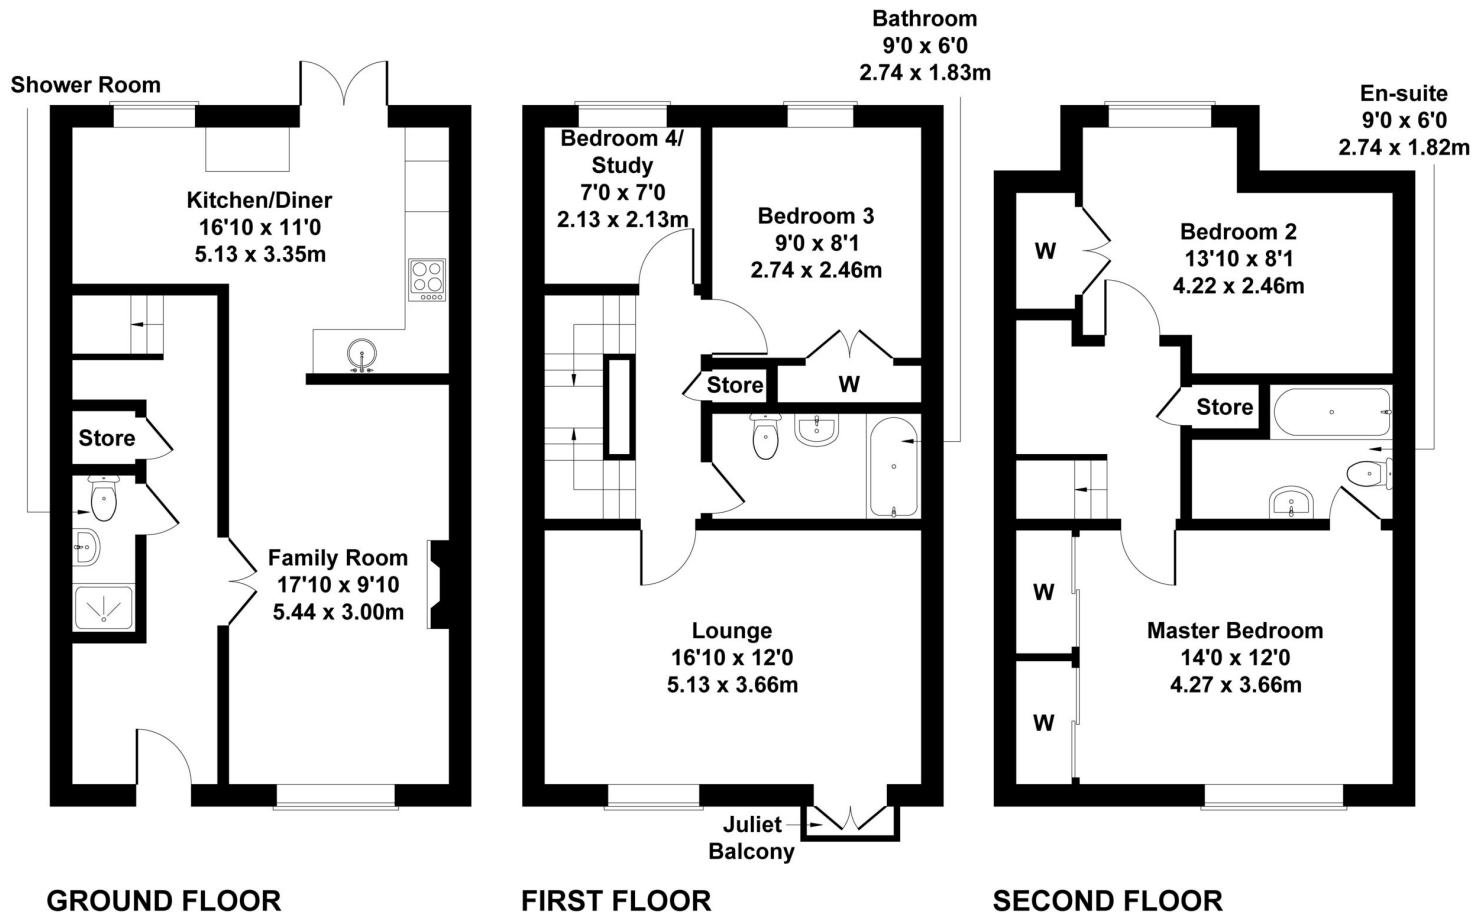 Shower Room
Kitchen/Diner
16'10 x 11'0
5.13 x 3.35m
Store
Family Room
17'10 x 9'10
5.44 x 3.00m
GROUND FLOOR
Bathroom
9'0 x 6'0
2.74 x 1.83m
Bedroom 4/
Study
7'0 x 7'0
2.13 x 2.13m
Bedroom 3
9'0 x 8'1
2.74 x 2.46m
Store
W
Lounge
16'10 x 12'0
5.13 x 3.66m
Juliet
Balcony
FIRST FLOOR
En-suite
9'0 x 6'0
2.74 x 1.82m
W
Bedroom 2
13'10 x 8'1
4.22 x 2.46m
Store
W
Master Bedroom
14'0 x 12'0
4.27 x 3.66m
W
SECOND FLOOR